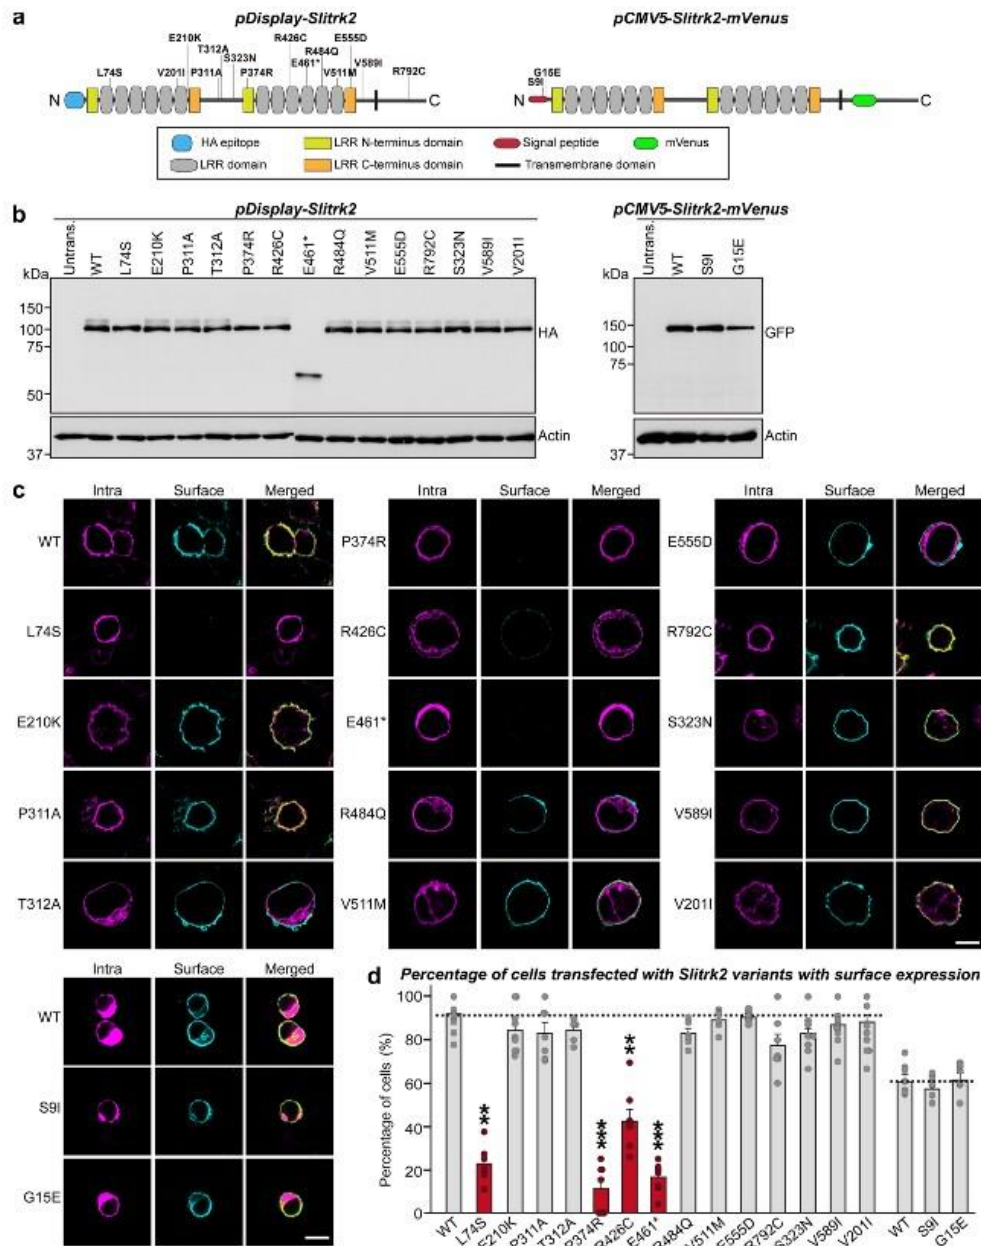 a
pDisplay-Slitrk2
pCMV5-Slitrk2-mVenus
E210K
T312A
S323N
R426C
R484Q
E555D
L74S
V201I
P311A
P374R
E461*
V511M
V589I
R792C
N
C
S9I
G15E
N
C
HA epitope
LRR N-terminus domain
Signal peptide
mVenus
LRR domain
LRR C-terminus domain
Transmembrane domain
b
pDisplay-Slitrk2
pCMV5-Slitrk2-mVenus
Untrans. WT L74S E210K P311A T312A P374R R426C E461* R484Q V511M E555D R792C S323N V589I V201I
Untrans. WT S9I G15E
kDa
150
100
75
50
37
HA
Actin
kDa
150
100
75
37
GFP
Actin
c
Intra Surface Merged
Intra Surface Merged
Intra Surface Merged
WT
P374R
E555D
L74S
R426C
R792C
E210K
E461*
S323N
P311A
R484Q
V589I
T312A
V511M
V201I
Intra Surface Merged
WT
S9I
G15E
d
Percentage of cells transfected with Slitrk2 variants with surface expression
Percentage of cells (%)
100
80
60
40
20
0
**
***
**
***
WT L74S E210K P311A T312A P374R R426C E461* R484Q V511M E555D R792C S323N V589I V201I WT S9I G15E